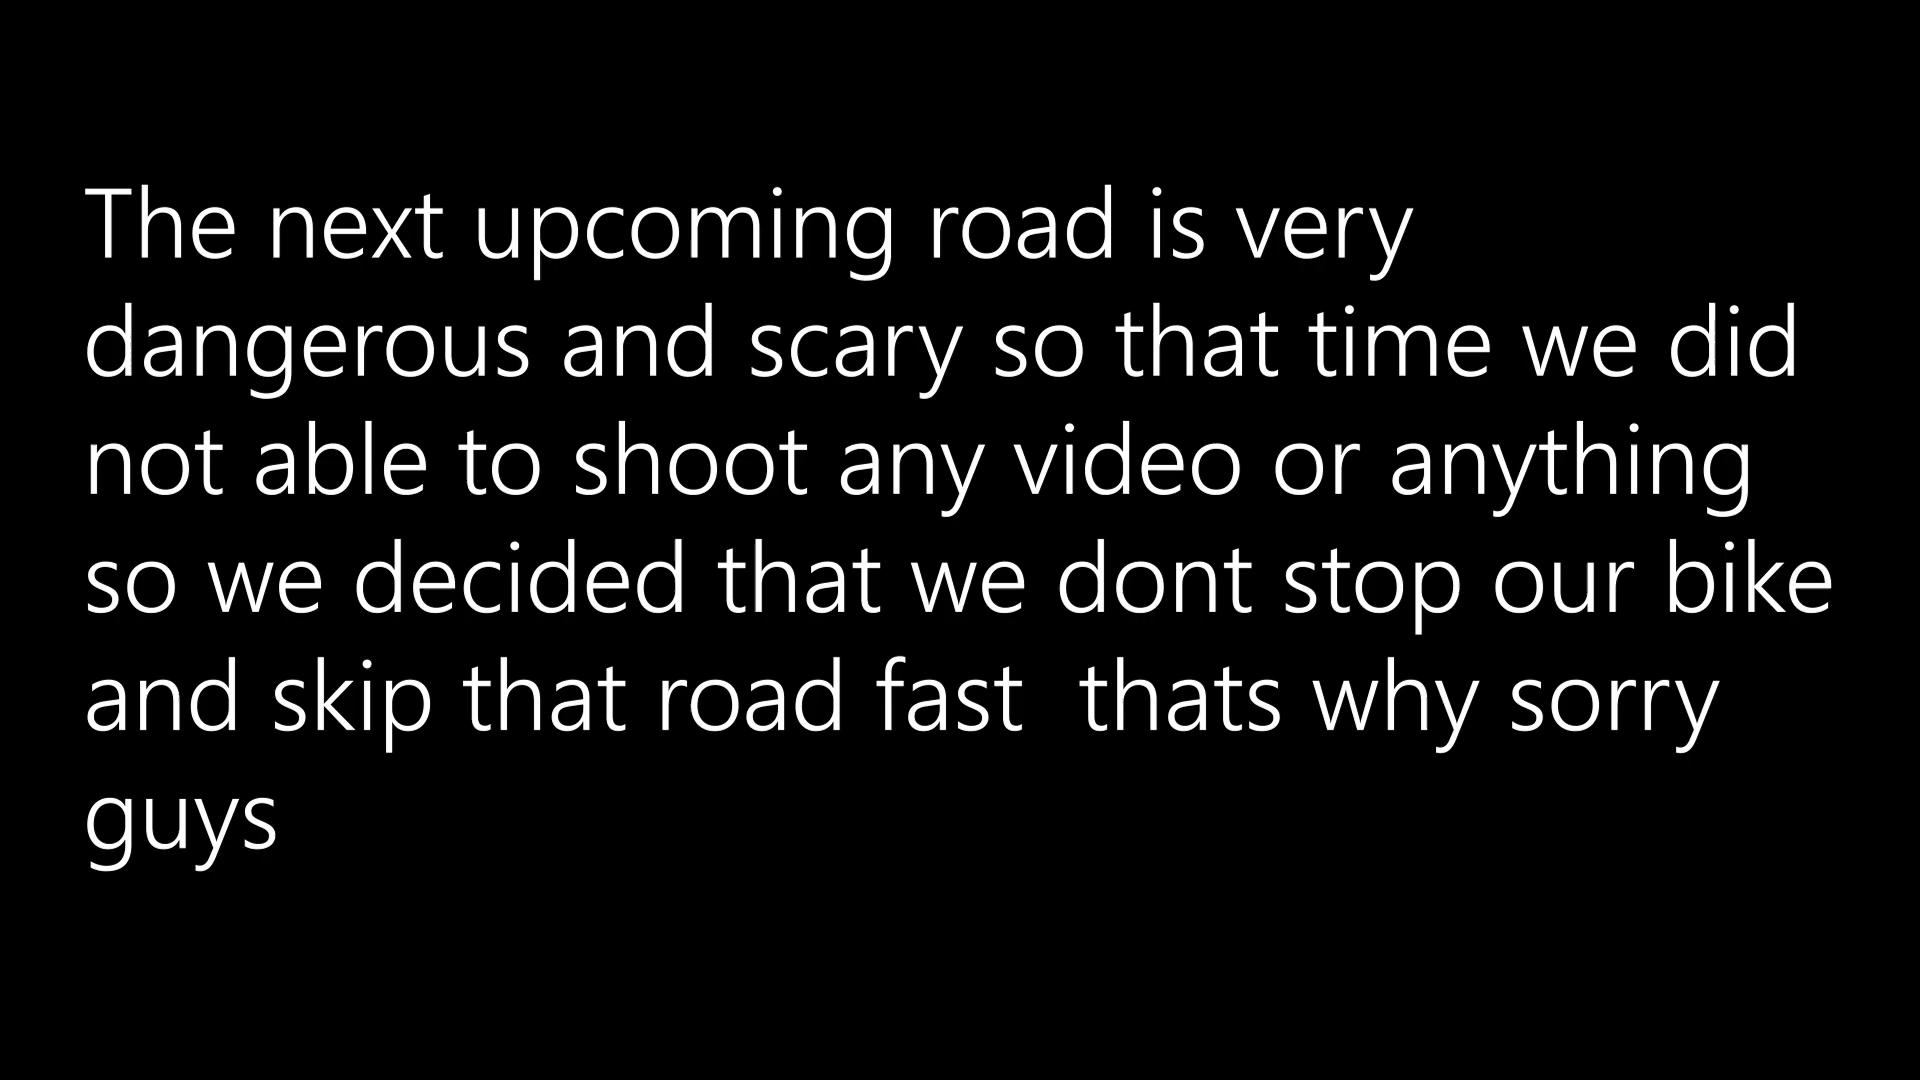 The next upcoming road is very
dangerous and scary so that time we did
not able to shoot any video or anything
so we decided that we dont stop our bike
and skip that road fast  thats why sorry
guys